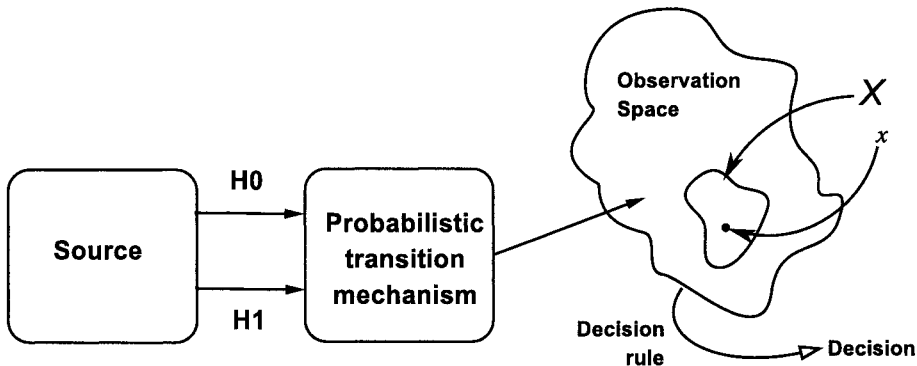 Observation
Space
X
x
H0
Source
Probabilistic
transition
mechanism
H1
Decision
rule
Decision